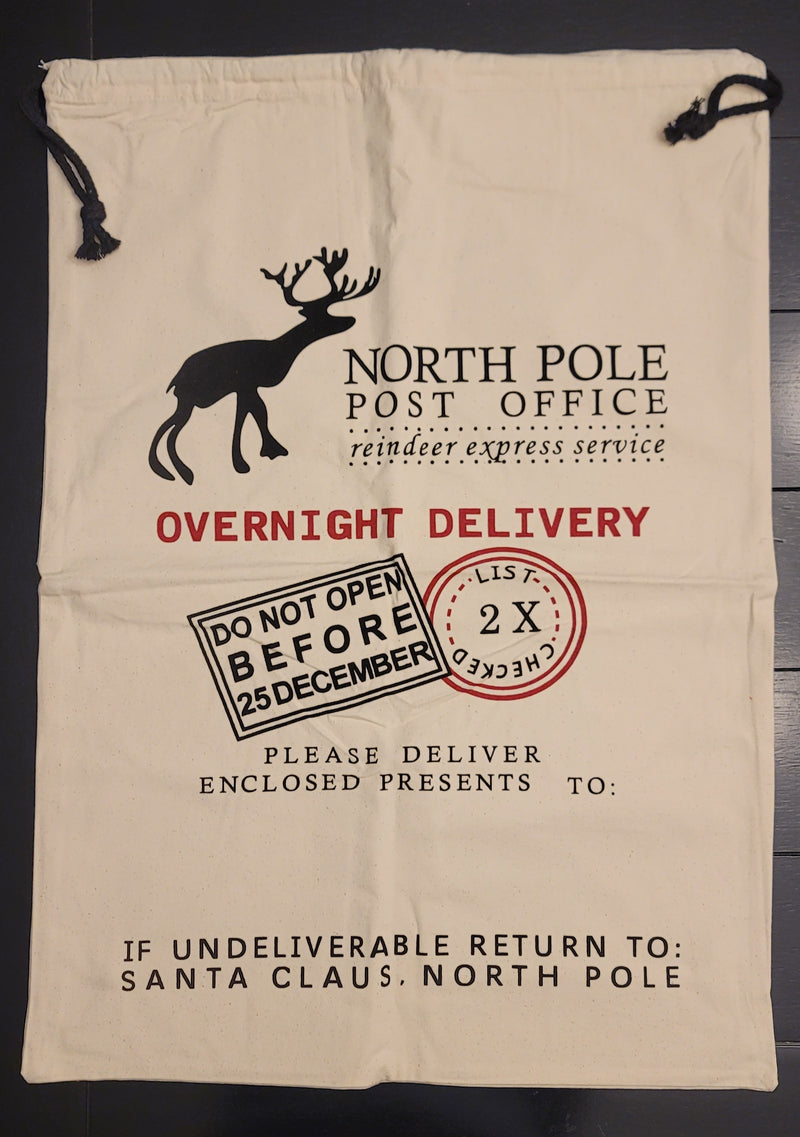 NORTH POLE
POST OFFICE
reindeer express service
OVERNIGHT DELIVERY
DO NOT OPEN
BEFORE
25 DECEMBER
LIST
2 X
CHECKED
PLEASE DELIVER
ENCLOSED PRESENTS TO:
IF UNDELIVERABLE RETURN TO:
SANTA CLAUS, NORTH POLE